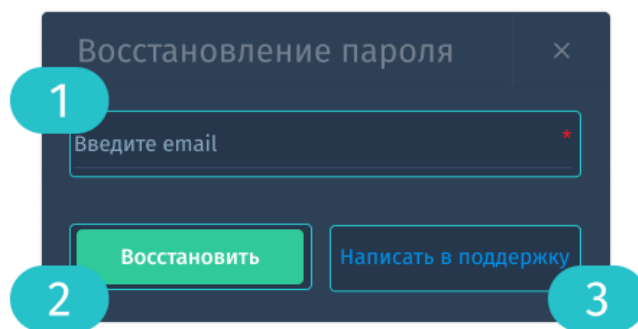 Восстановление пароля ×
1
Введите email *
Восстановить Написать в поддержку
2 3